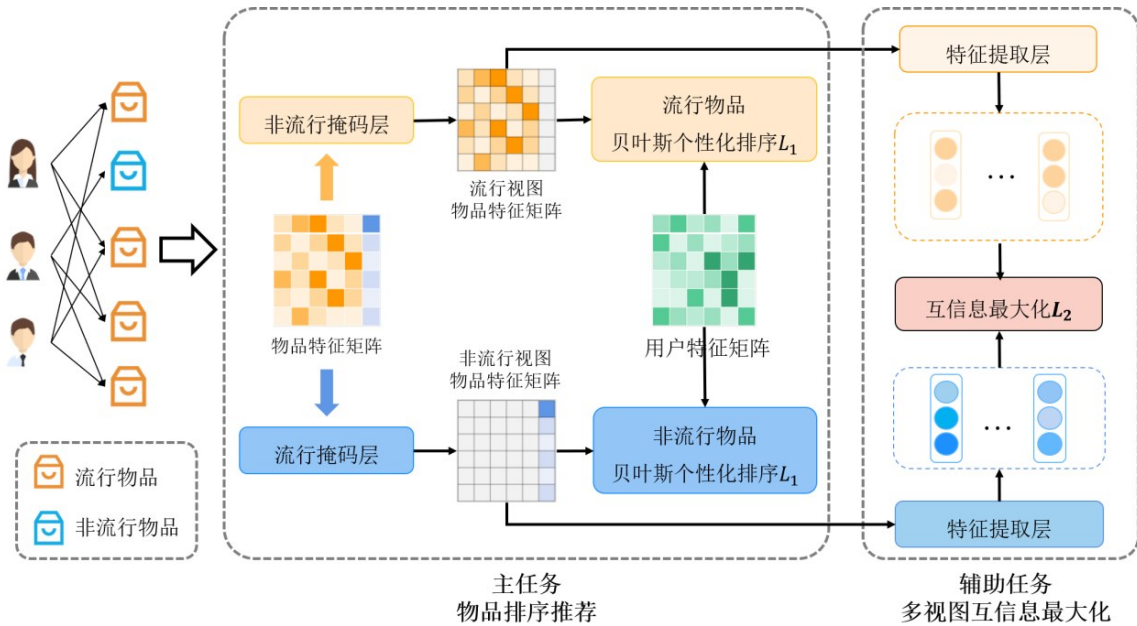 流行物品
非流行物品
非流行掩码层
流行视图
物品特征矩阵
流行物品
贝叶斯个性化排序L₁
物品特征矩阵
用户特征矩阵
非流行视图
物品特征矩阵
流行掩码层
非流行物品
贝叶斯个性化排序L₁
主任务
物品排序推荐
特征提取层
...
互信息最大化L₂
...
特征提取层
辅助任务
多视图互信息最大化